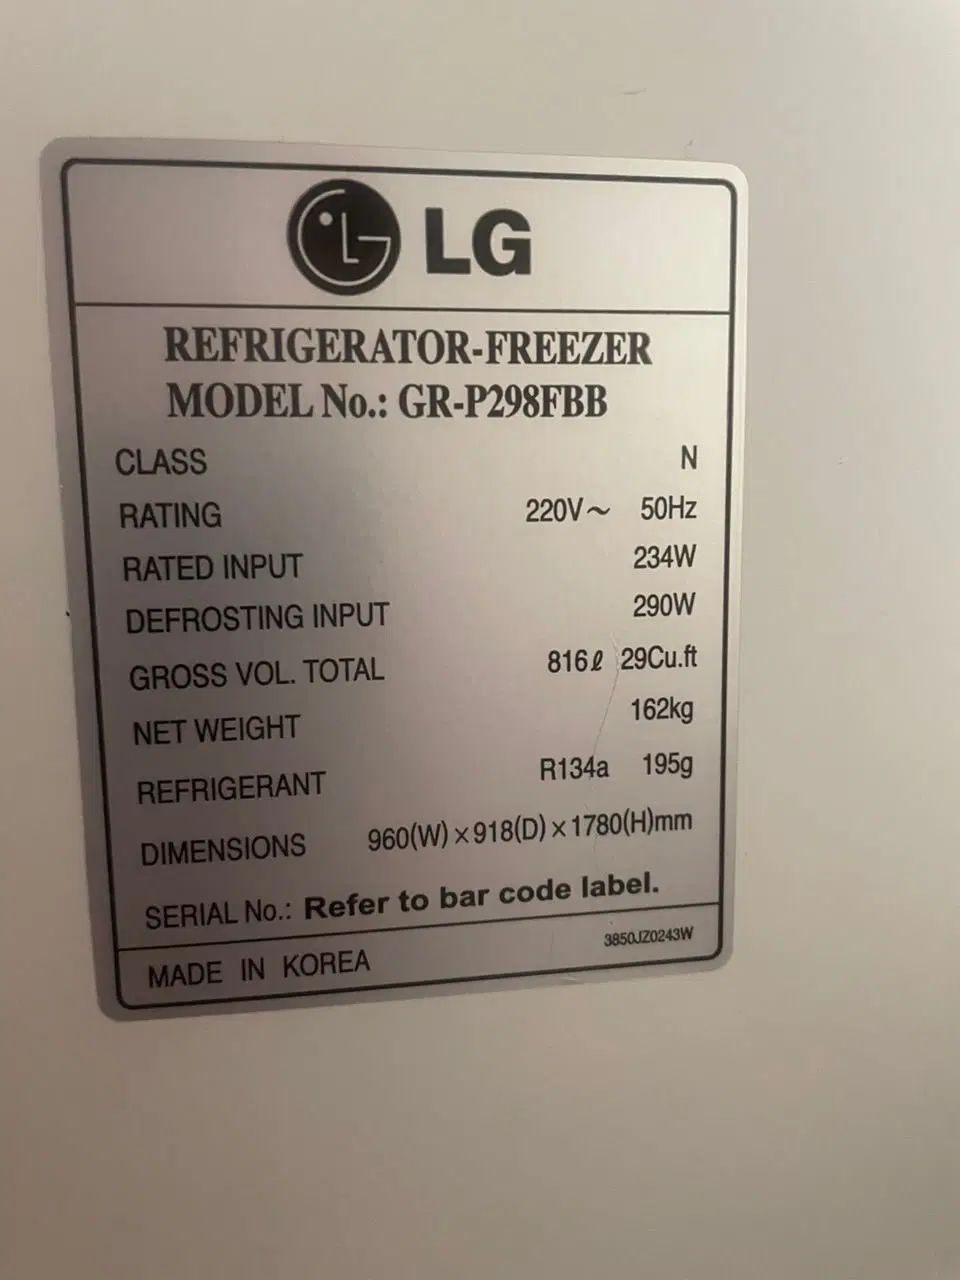 LG
REFRIGERATOR-FREEZER
MODEL No.: GR-P298FBB
CLASS N
RATING 220V~ 50Hz
RATED INPUT 234W
DEFROSTING INPUT 290W
GROSS VOL. TOTAL 816ℓ 29Cu.ft
NET WEIGHT 162kg
REFRIGERANT R134a 195g
DIMENSIONS 960(W)×918(D)×1780(H)mm
SERIAL No.: Refer to bar code label.
MADE IN KOREA 3850JZ0243W